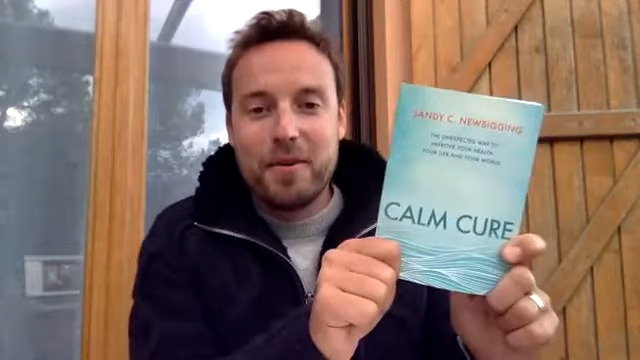 SANDY C. NEWBIGGING
THE UNEXPECTED WAY TO
IMPROVE YOUR HEALTH,
YOUR LIFE AND YOUR WORLD
CALM CURE